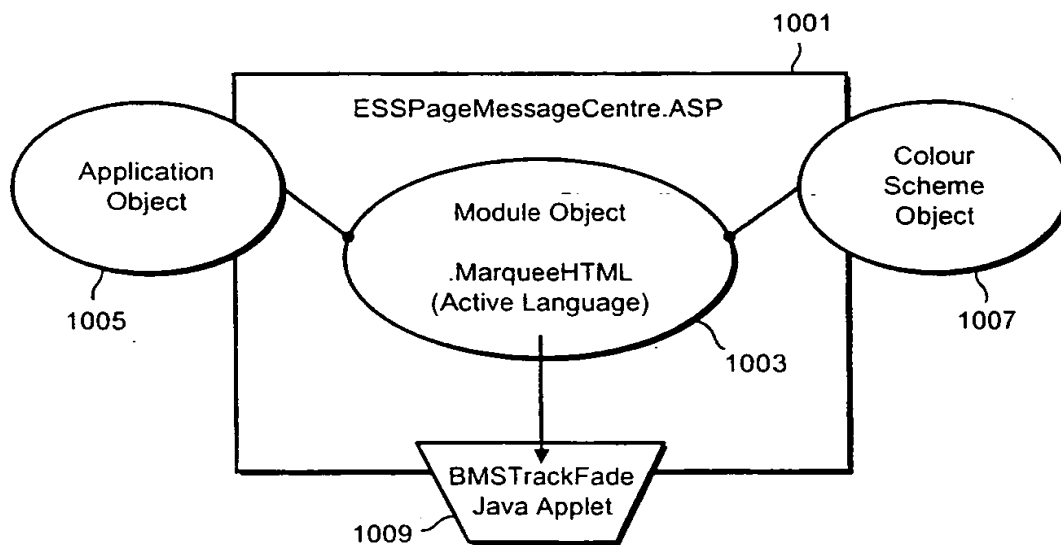 1001
ESSPageMessageCentre.ASP
Application
Object
Colour
Scheme
Object
Module Object
.MarqueeHTML
(Active Language)
1005
1007
1003
BMSTrackFade
Java Applet
1009